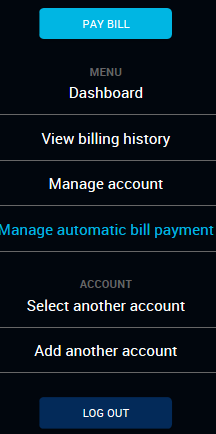 PAY BILL
MENU
Dashboard
View billing history
Manage account
Manage automatic bill payment
ACCOUNT
Select another account
Add another account
LOG OUT